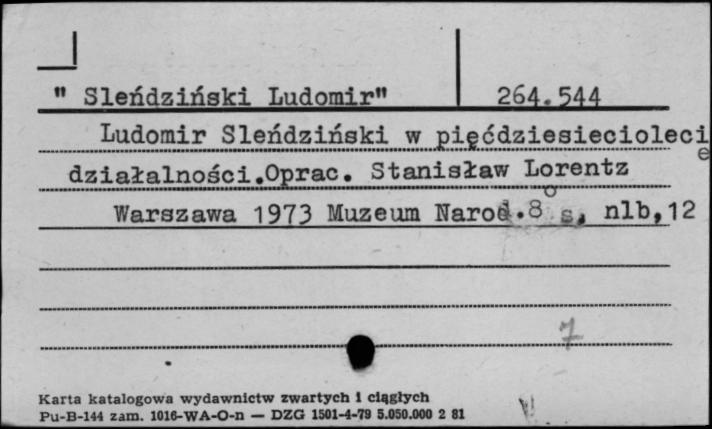 " Sleńdziński Ludomir" 264.544
Ludomir Sleńdziński w pięćdziesiecioleci
e
działalności.Oprac. Stanisław Lorentz
Warszawa 1973 Muzeum Narod.8° s, nlb,12
7
Karta katalogowa wydawnictw zwartych i ciągłych
Pu-B-144 zam. 1016-WA-O-n — DZG 1501-4-79 5.050.000 2 81